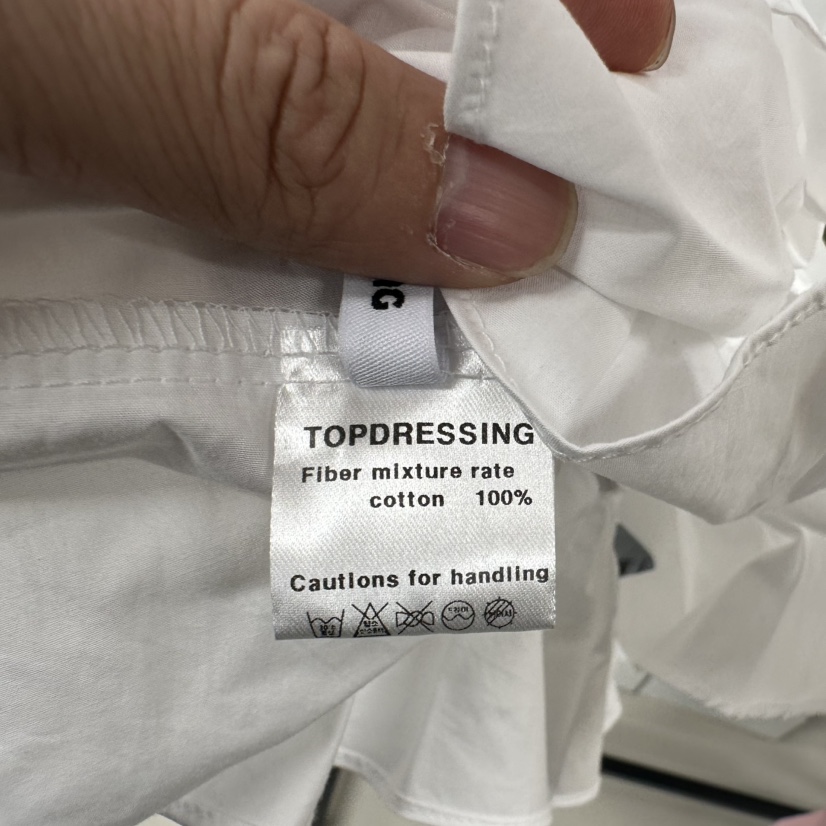 TOPDRESSING
Fiber mixture rate
cotton 100%
Cautions for handling